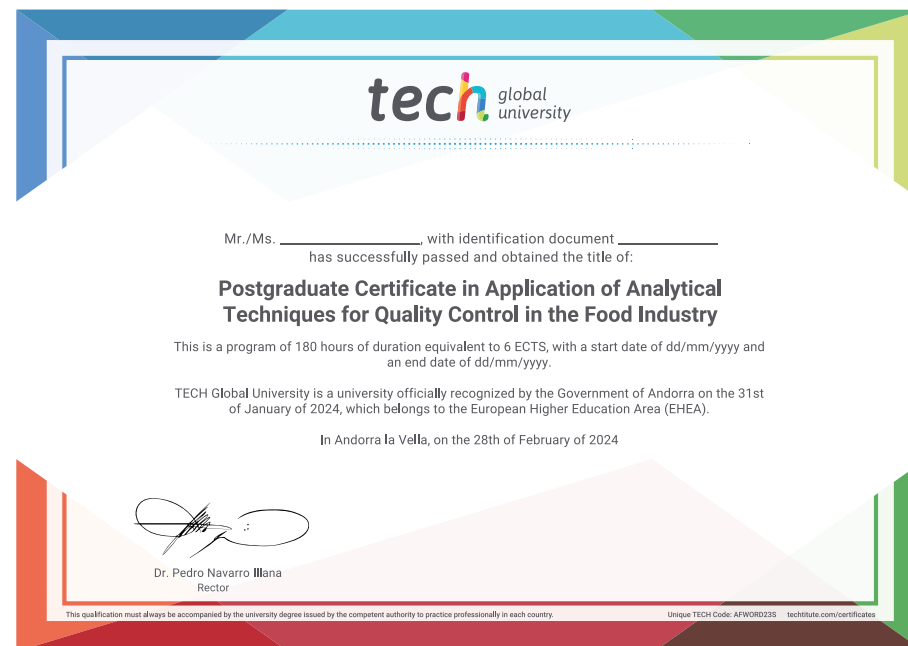 tech global university
Mr./Ms. ____________________, with identification document ______________
has successfully passed and obtained the title of:
Postgraduate Certificate in Application of Analytical
Techniques for Quality Control in the Food Industry
This is a program of 180 hours of duration equivalent to 6 ECTS, with a start date of dd/mm/yyyy and
an end date of dd/mm/yyyy.
TECH Global University is a university officially recognized by the Government of Andorra on the 31st
of January of 2024, which belongs to the European Higher Education Area (EHEA).
In Andorra la Vella, on the 28th of February of 2024
Dr. Pedro Navarro Illana
Rector
This qualification must always be accompanied by the university degree issued by the competent authority to practice professionally in each country. Unique TECH Code: AFWORD23S techtitute.com/certificates